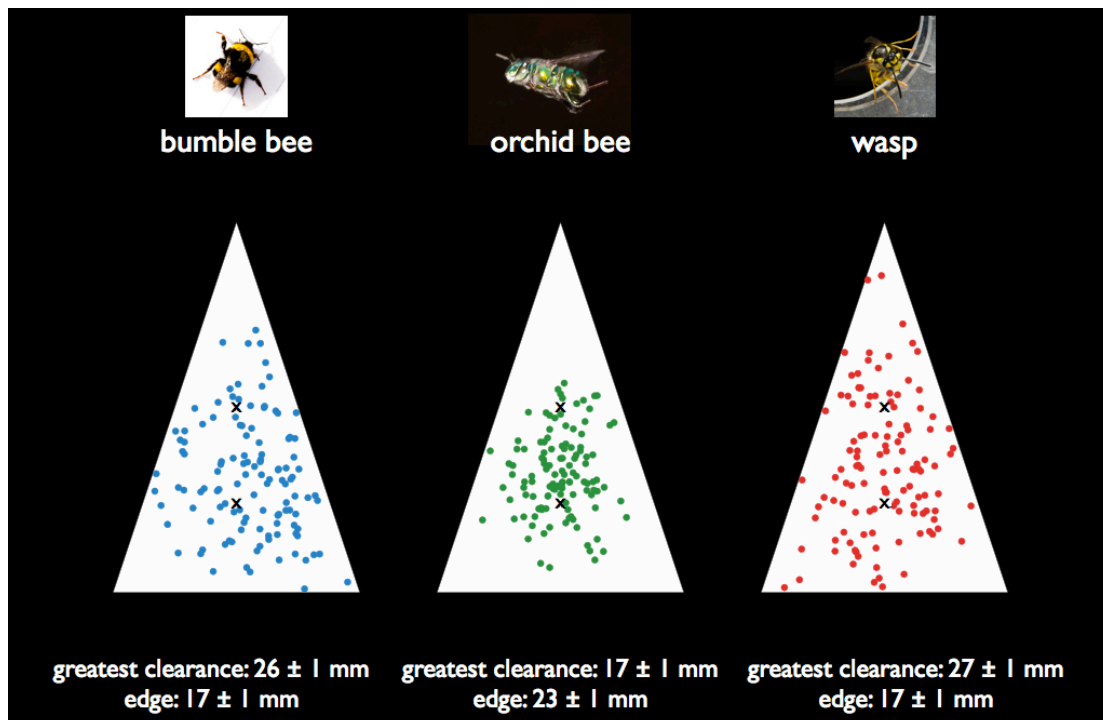 bumble bee
orchid bee
wasp
x
x
x
x
x
x
greatest clearance: 26 ± 1 mm
edge: 17 ± 1 mm
greatest clearance: 17 ± 1 mm
edge: 23 ± 1 mm
greatest clearance: 27 ± 1 mm
edge: 17 ± 1 mm